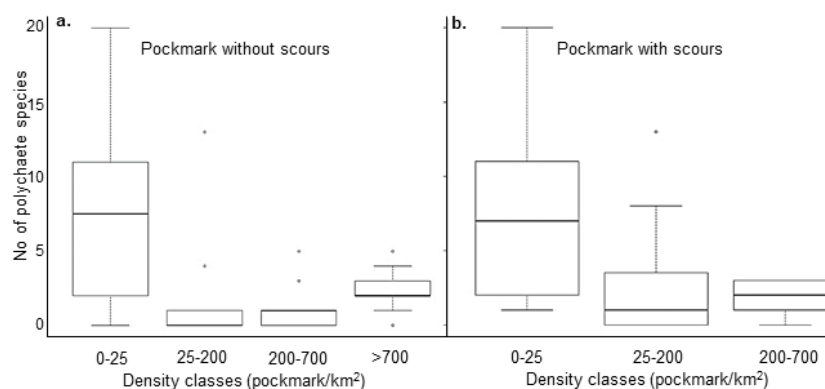 a.
Pockmark without scours
b.
Pockmark with scours
No of polychaete species
20
15
10
5
0
0-25 25-200 200-700 >700
Density classes (pockmark/km²)
0-25 25-200 200-700
Density classes (pockmark/km²)